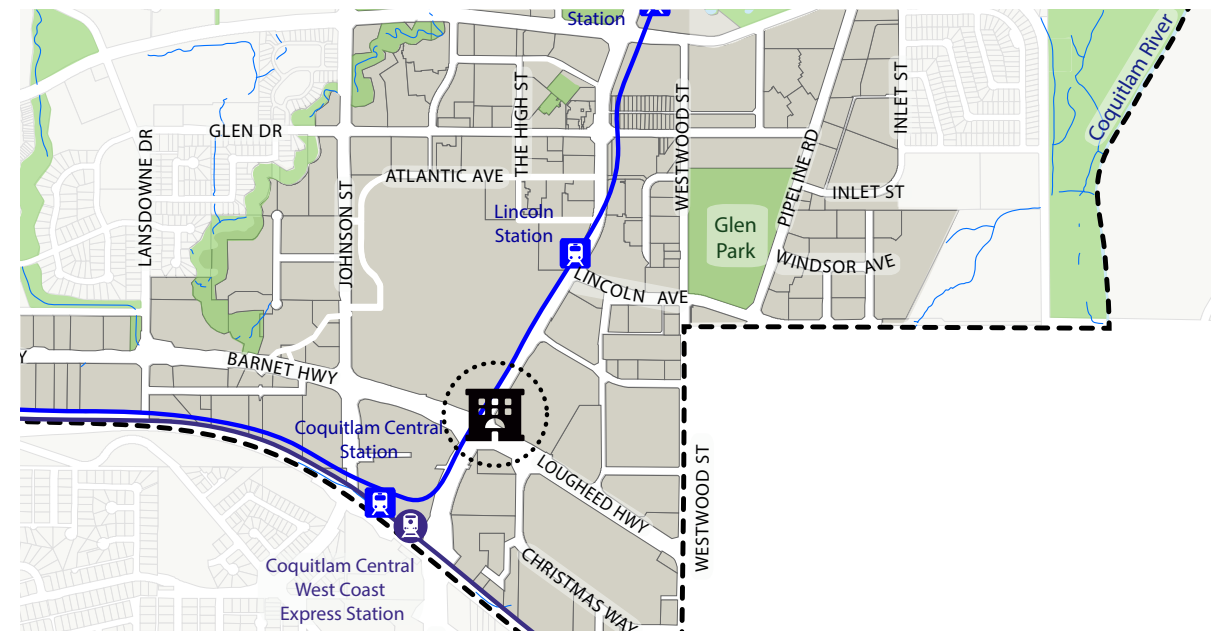 Station
Coquitlam River
GLEN DR
THE HIGH ST
WESTWOOD ST
INLET ST
LANSDOWNE DR
ATLANTIC AVE
PIPELINE RD
INLET ST
JOHNSON ST
Lincoln
Station
Glen
Park
WINDSOR AVE
LINCOLN AVE
BARNET HWY
Y
Coquitlam Central
Station
LOUGHEED HWY
WESTWOOD ST
Coquitlam Central
West Coast
Express Station
CHRISTMAS WAY